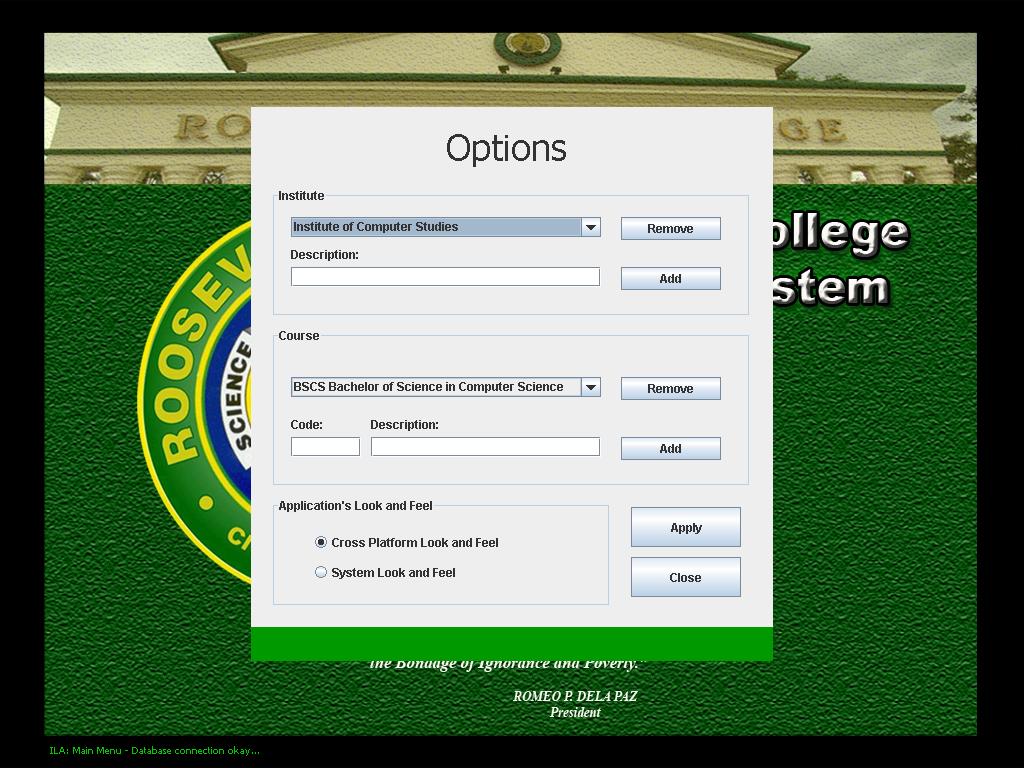 RO
GE
ollege
stem
ROOSEV
SCIENCE
Options
Institute
Institute of Computer Studies
Remove
Description:
Add
Course
BSCS Bachelor of Science in Computer Science
Remove
Code:
Description:
Add
Application's Look and Feel
Cross Platform Look and Feel
System Look and Feel
Apply
Close
the Bondage of Ignorance and Poverty."
ROMEO P. DELA PAZ
President
ILA: Main Menu - Database connection okay...